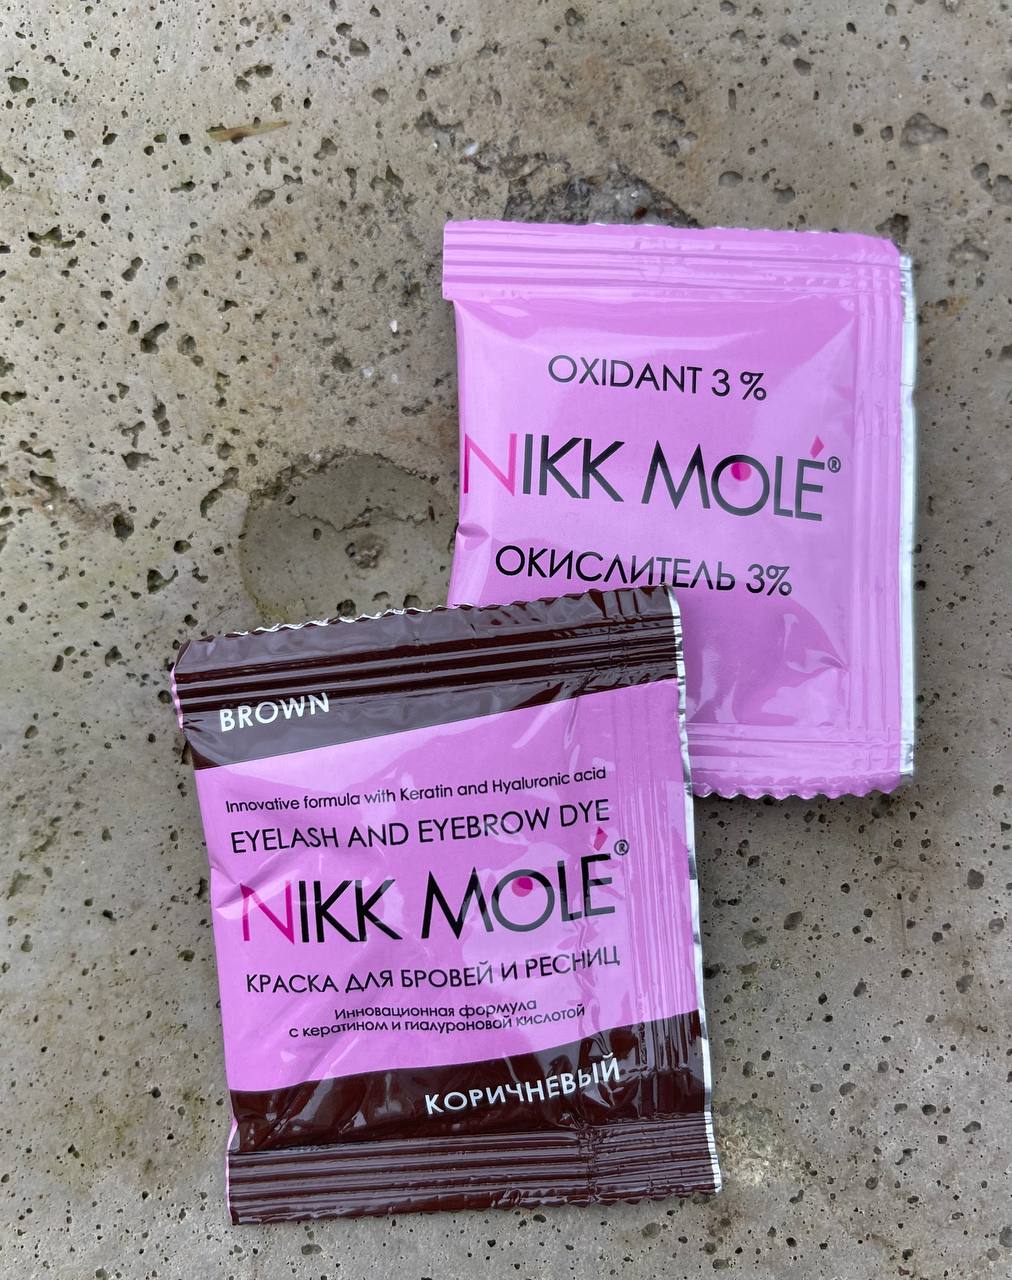 OXIDANT 3 %
NIKK MOLÉ®
ОКИСЛИТЕЛЬ 3%
BROWN
Innovative formula with Keratin and Hyaluronic acid
EYELASH AND EYEBROW DYE
NIKK MOLÉ®
КРАСКА ДЛЯ БРОВЕЙ И РЕСНИЦ
Инновационная формула
с кератином и гиалуроновой кислотой
КОРИЧНЕВЫЙ